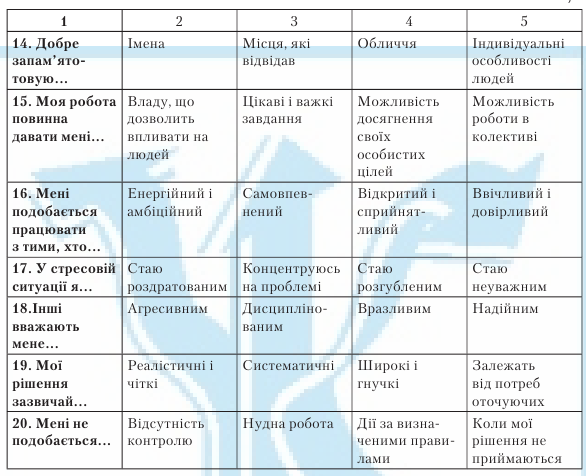 1 2 3 4 5
14. Добре запам’ято-товую... Імена Місця, які відвідав Обличчя Індивідуальні особливості людей
15. Моя робота повинна давати мені... Владу, що дозволить впливати на людей Цікаві і важкі завдання Можливість досягнення своїх особистих цілей Можливість роботи в колективі
16. Мені подобається працювати з тими, хто... Енергійний і амбіційний Самовпев-нений Відкритий і сприйнят-ливий Ввічливий і довірливий
17. У стресовій ситуації я... Стаю роздратованим Концентруюсь на проблемі Стаю розгубленим Стаю неуважним
18.Інші вважають мене... Агресивним Дисципліно-ваним Вразливим Надійним
19. Мої рішення зазвичай... Реалістичні і чіткі Систематичні Широкі і гнучкі Залежать від потреб оточуючих
20. Мені не подобається... Відсутність контролю Нудна робота Дії за визна-ченими прави-лами Коли мої рішення не приймаються